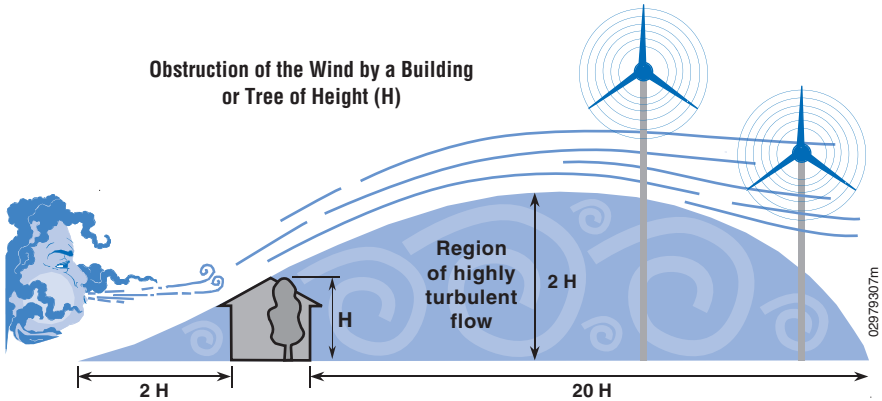 Obstruction of the Wind by a Building
or Tree of Height (H)
Region
of highly
turbulent
flow
2 H
H
2 H
20 H
02979307m